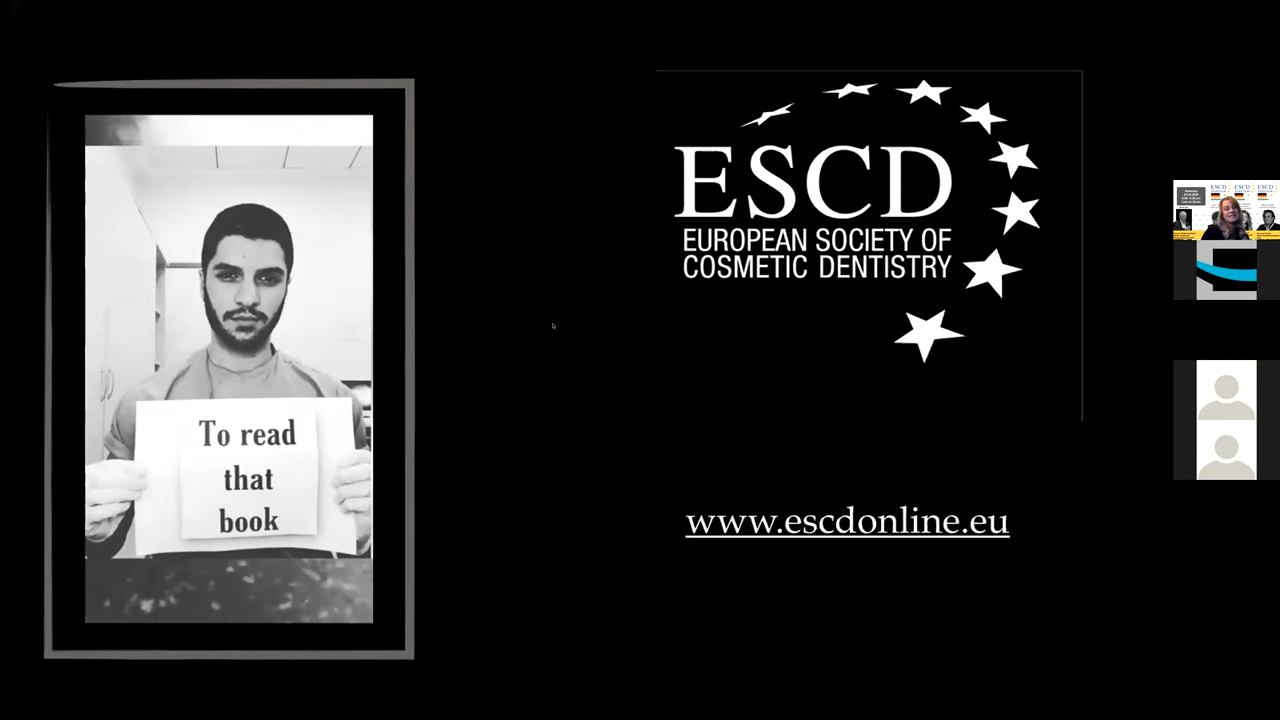 To read
that
book
ESCD
EUROPEAN SOCIETY OF
COSMETIC DENTISTRY
www.escdonline.eu